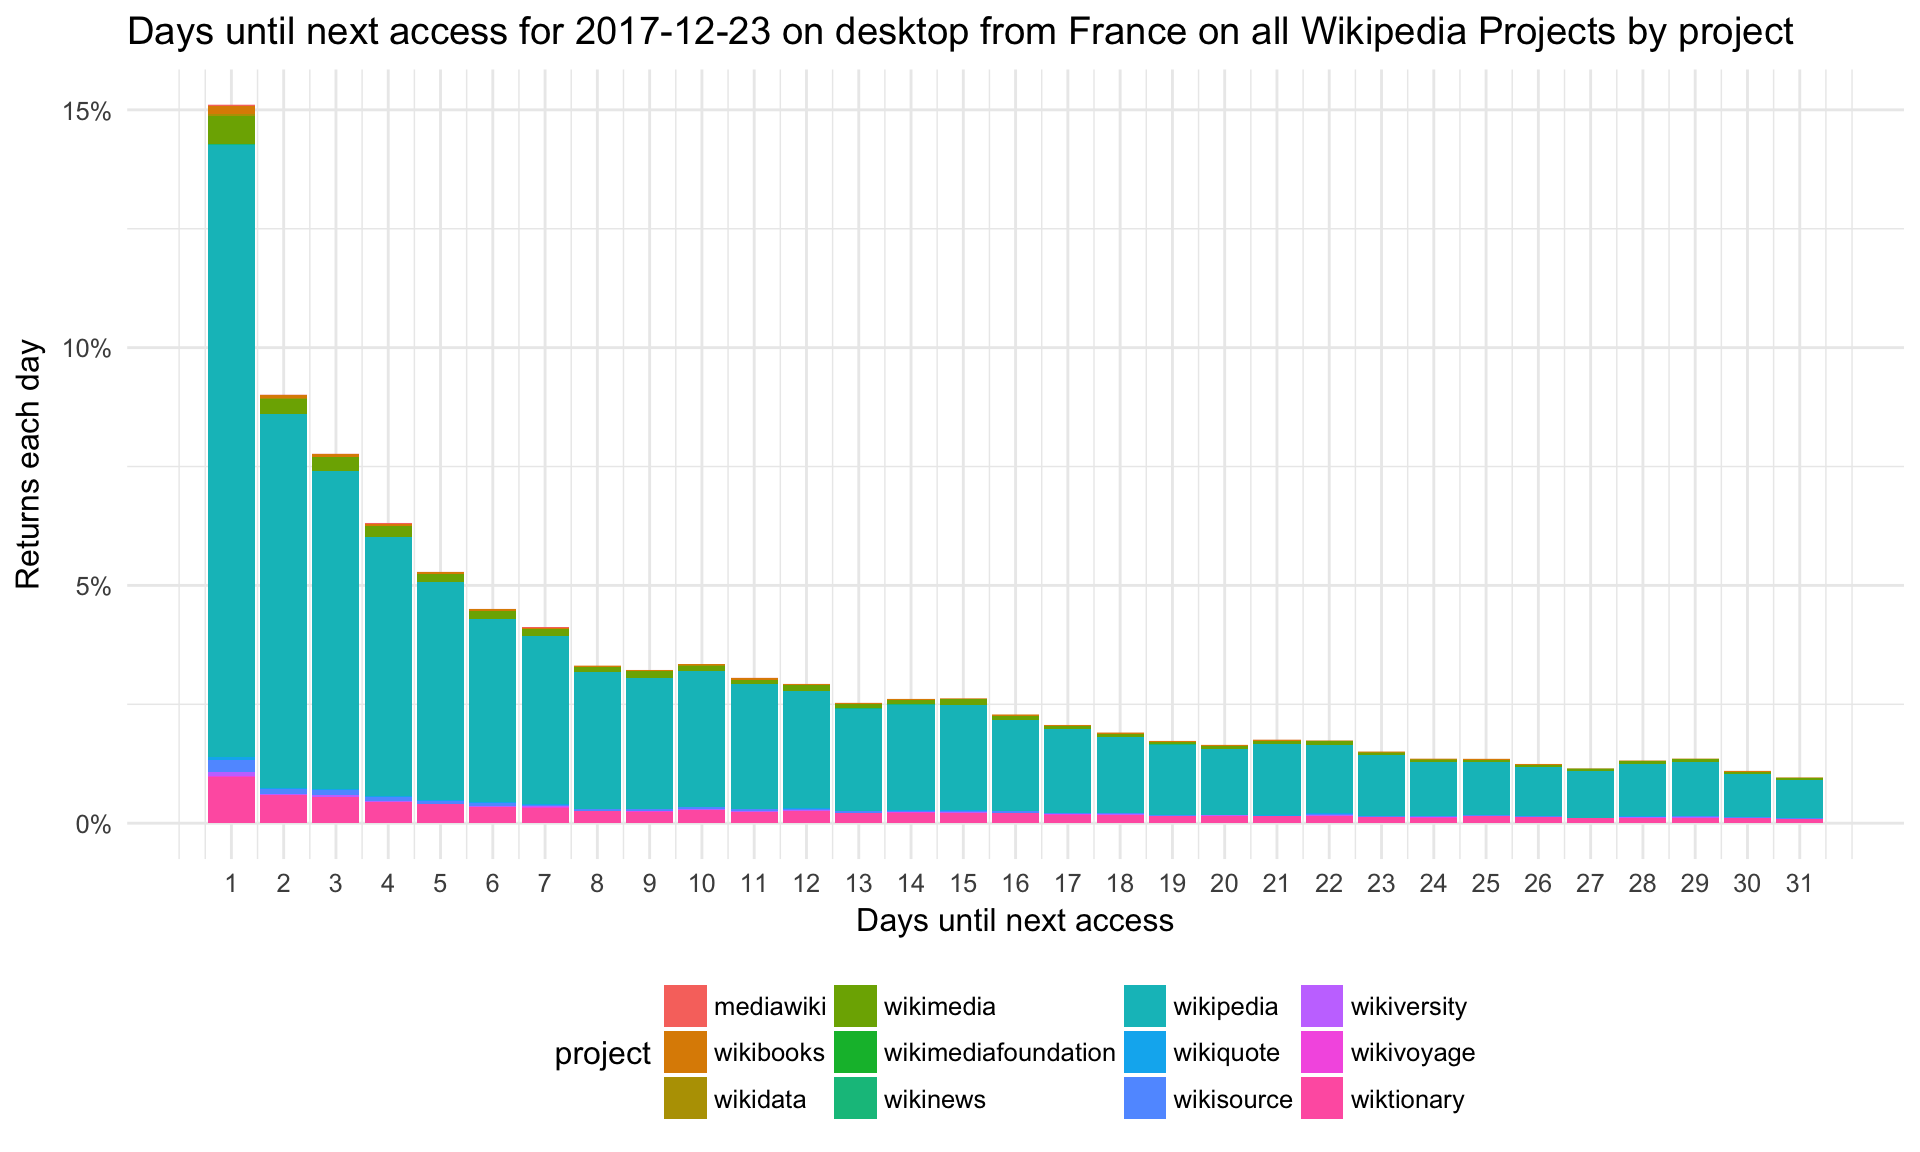 Days until next access for 2017-12-23 on desktop from France on all Wikipedia Projects by project
Returns each day
15%
10%
5%
0%
1 2 3 4 5 6 7 8 9 10 11 12 13 14 15 16 17 18 19 20 21 22 23 24 25 26 27 28 29 30 31
Days until next access
project
mediawiki wikimedia wikipedia wikiversity
wikibooks wikimediafoundation wikiquote wikivoyage
wikidata wikinews wikisource wiktionary